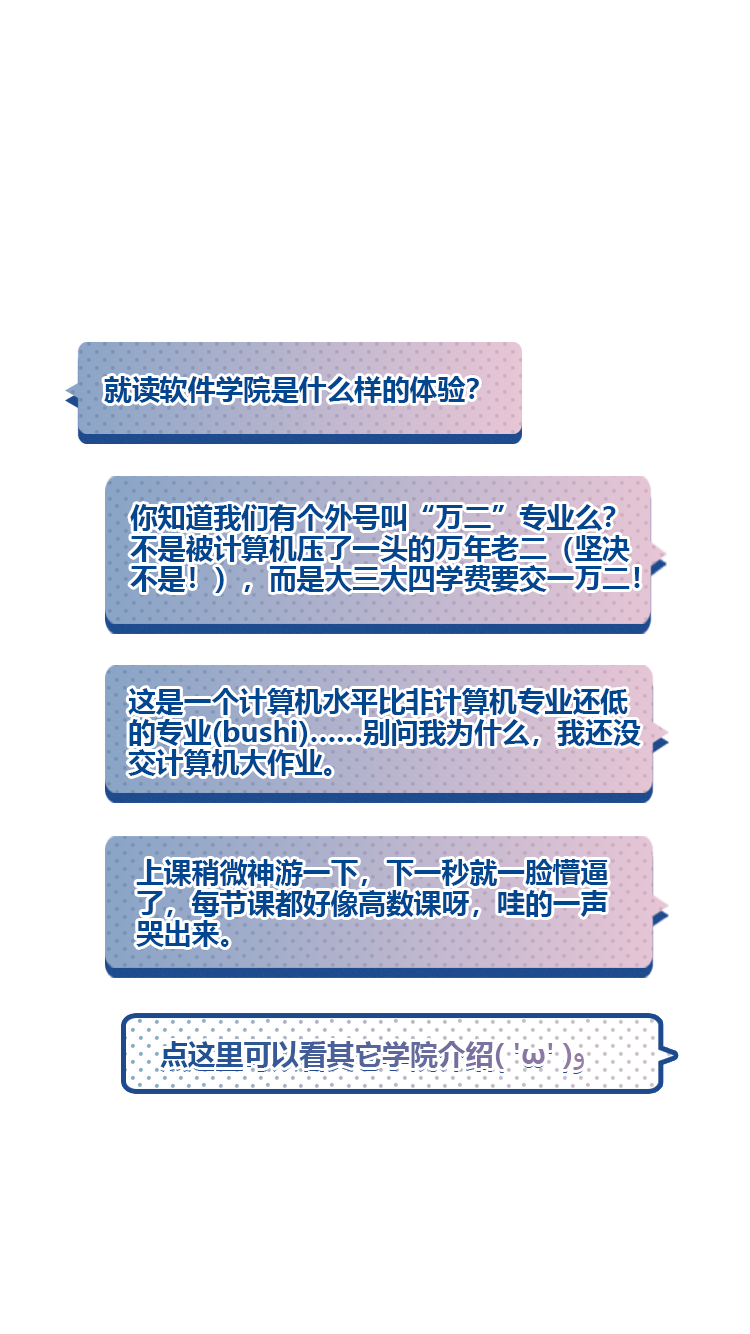 就读软件学院是什么样的体验？
你知道我们有个外号叫“万二”专业么？
不是被计算机压了一头的万年老二（坚决
不是！），而是大三大四学费要交一万二！
这是一个计算机水平比非计算机专业还低
的专业(bushi)……别问我为什么，我还没
交计算机大作业。
上课稍微神游一下，下一秒就一脸懵逼
了，每节课都好像高数课呀，哇的一声
哭出来。
点这里可以看其它学院介绍( 'ω' )و